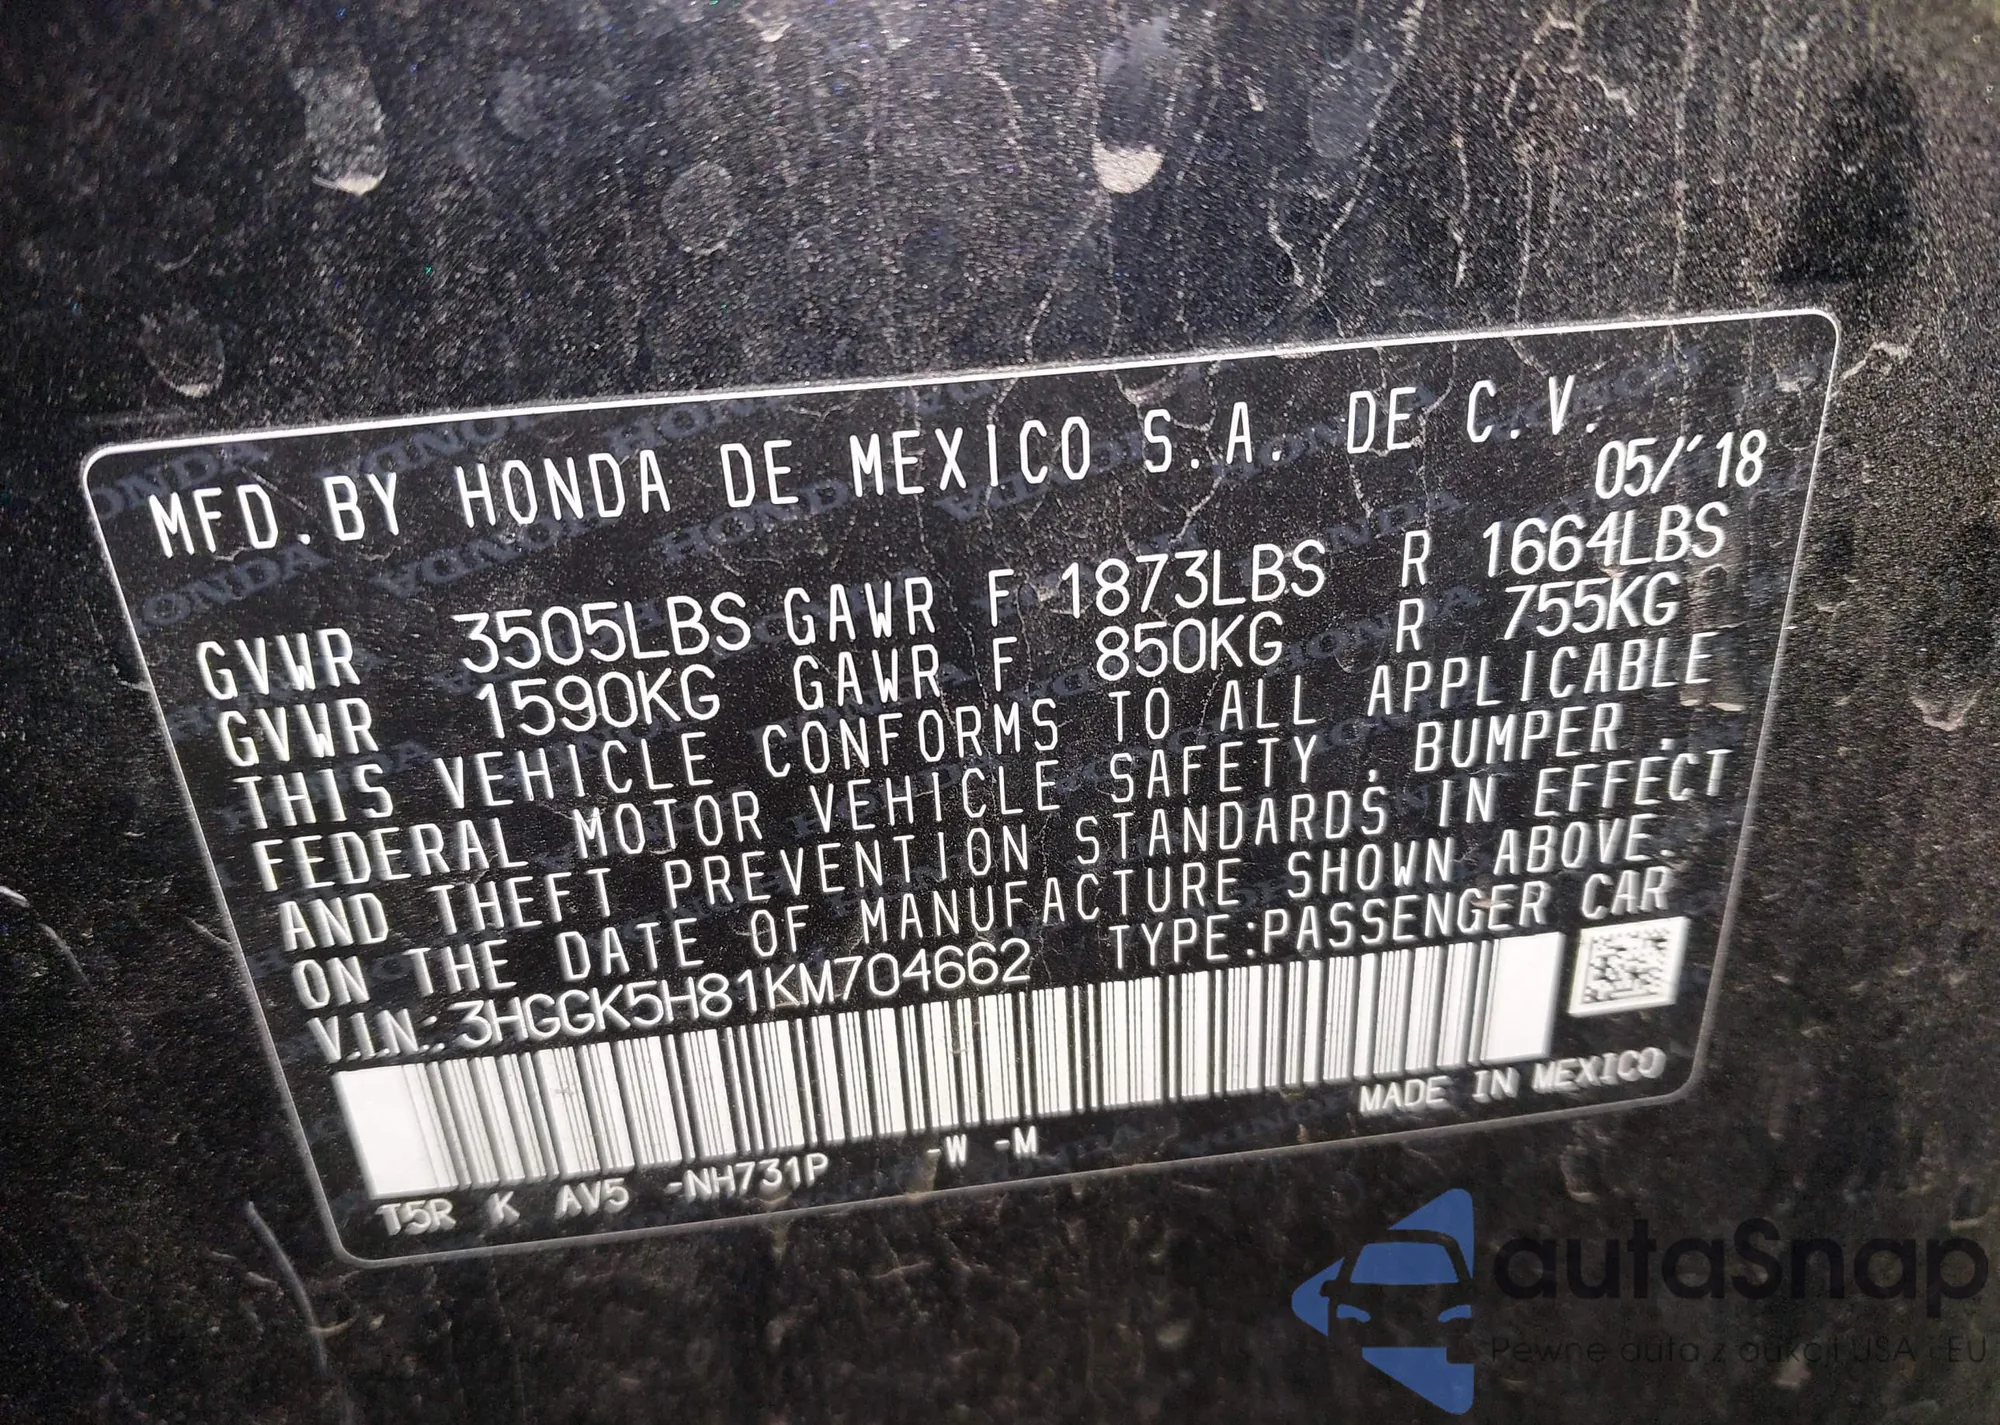 MFD. BY HONDA DE MEXICO S.A. DE C.V.
05/'18
GVWR 3505LBS GAWR F 1873LBS R 1664LBS
GVWR 1590KG GAWR F 850KG R 755KG
THIS VEHICLE CONFORMS TO ALL APPLICABLE
FEDERAL MOTOR VEHICLE SAFETY , BUMPER ,
AND THEFT PREVENTION STANDARDS IN EFFECT
ON THE DATE OF MANUFACTURE SHOWN ABOVE.
V.I.N.: 3HGGK5H81KM704662 TYPE:PASSENGER CAR
MADE IN MEXICO
T5R K AV5 -NH731P -W -M
autaSnap
Pewne auta z aukcji USA i EU